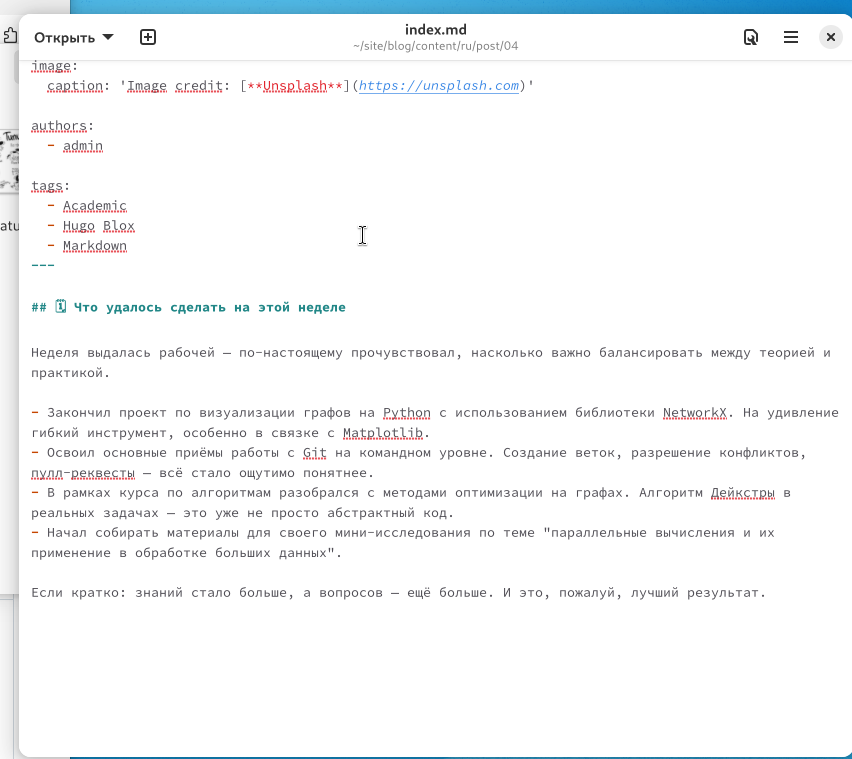 Открыть
index.md
~/site/blog/content/ru/post/04
image:
caption: 'Image credit: [**Unsplash**](https://unsplash.com)'
authors:
- admin
tags:
- Academic
- Hugo Blox
- Markdown
---
## 🗓 Что удалось сделать на этой неделе
Неделя выдалась рабочей — по-настоящему прочувствовал, насколько важно балансировать между теорией и
практикой.
- Закончил проект по визуализации графов на Python с использованием библиотеки NetworkX. На удивление
гибкий инструмент, особенно в связке с Matplotlib.
- Освоил основные приёмы работы с Git на командном уровне. Создание веток, разрешение конфликтов,
пулл-реквесты — всё стало ощутимо понятнее.
- В рамках курса по алгоритмам разобрался с методами оптимизации на графах. Алгоритм Дейкстры в
реальных задачах — это уже не просто абстрактный код.
- Начал собирать материалы для своего мини-исследования по теме "параллельные вычисления и их
применение в обработке больших данных".
Если кратко: знаний стало больше, а вопросов — ещё больше. И это, пожалуй, лучший результат.